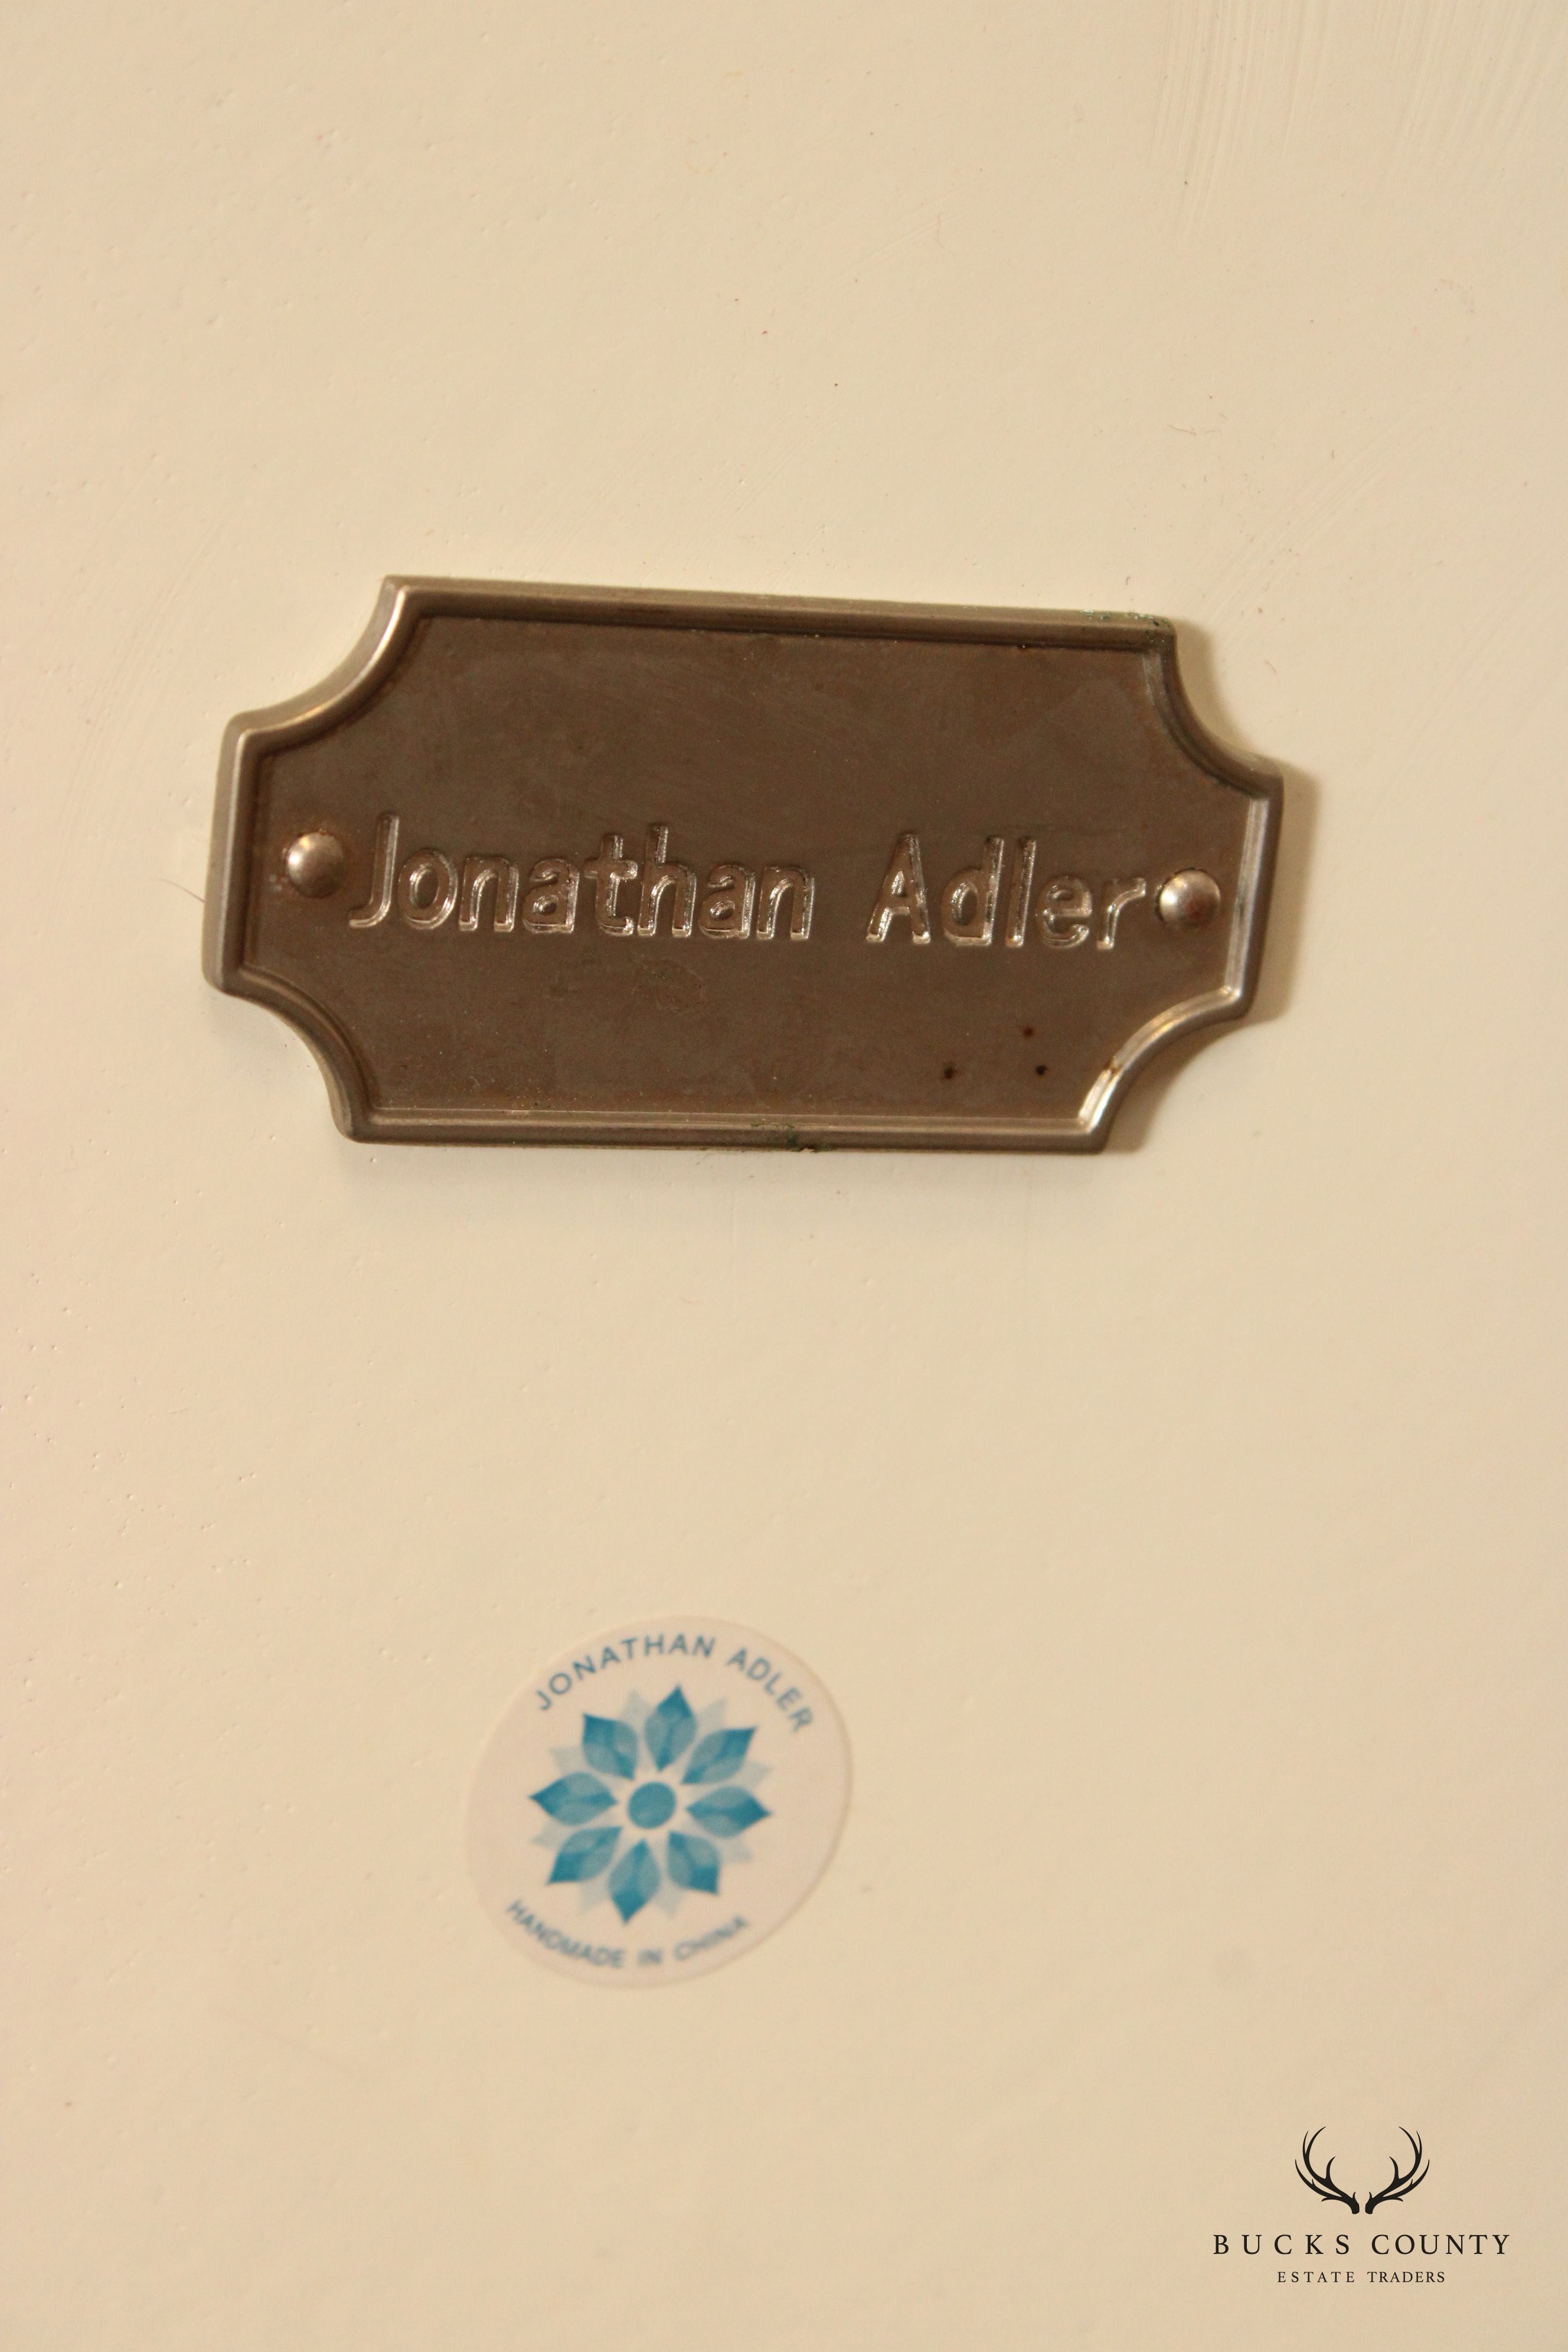 Jonathan Adler
JONATHAN ADLER
HANDMADE IN CHINA
BUCKS COUNTY
ESTATE TRADERS